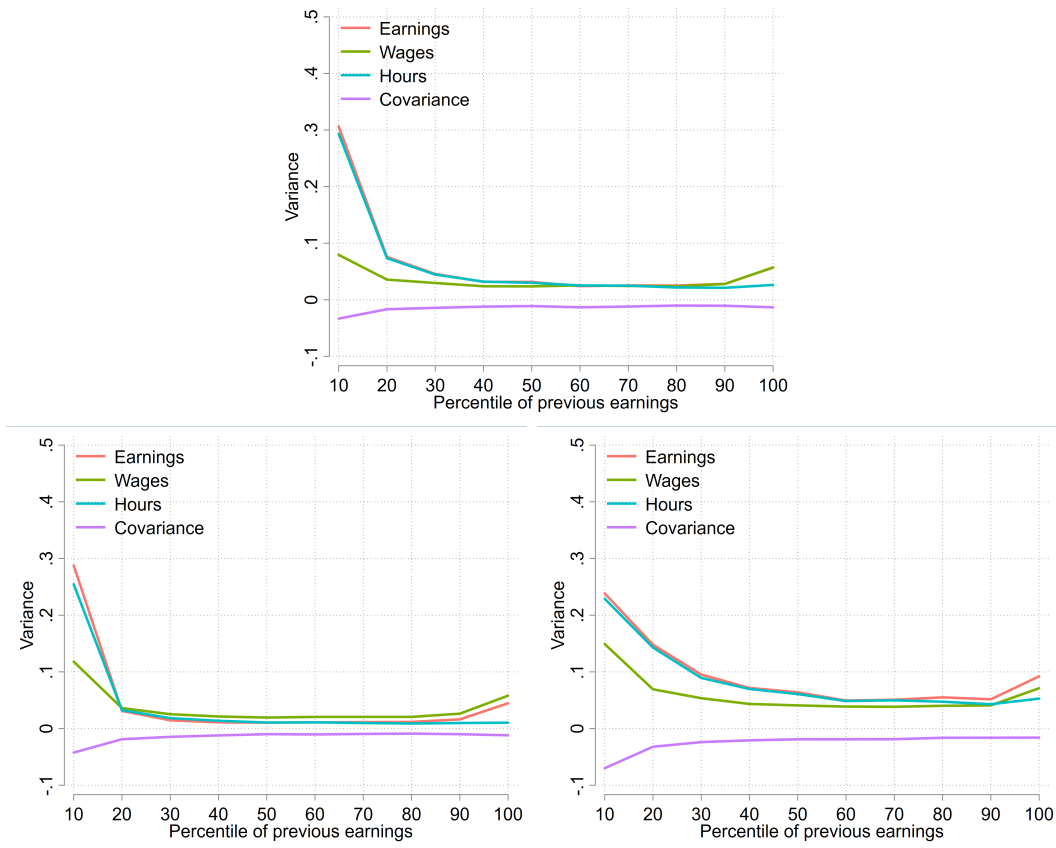 .5
.4
.3
.2
.1
0
-.1
Variance
Earnings
Wages
Hours
Covariance
10 20 30 40 50 60 70 80 90 100
Percentile of previous earnings
.5
.4
.3
.2
.1
0
-.1
Variance
Earnings
Wages
Hours
Covariance
10 20 30 40 50 60 70 80 90 100
Percentile of previous earnings
.5
.4
.3
.2
.1
0
-.1
Variance
Earnings
Wages
Hours
Covariance
10 20 30 40 50 60 70 80 90 100
Percentile of previous earnings